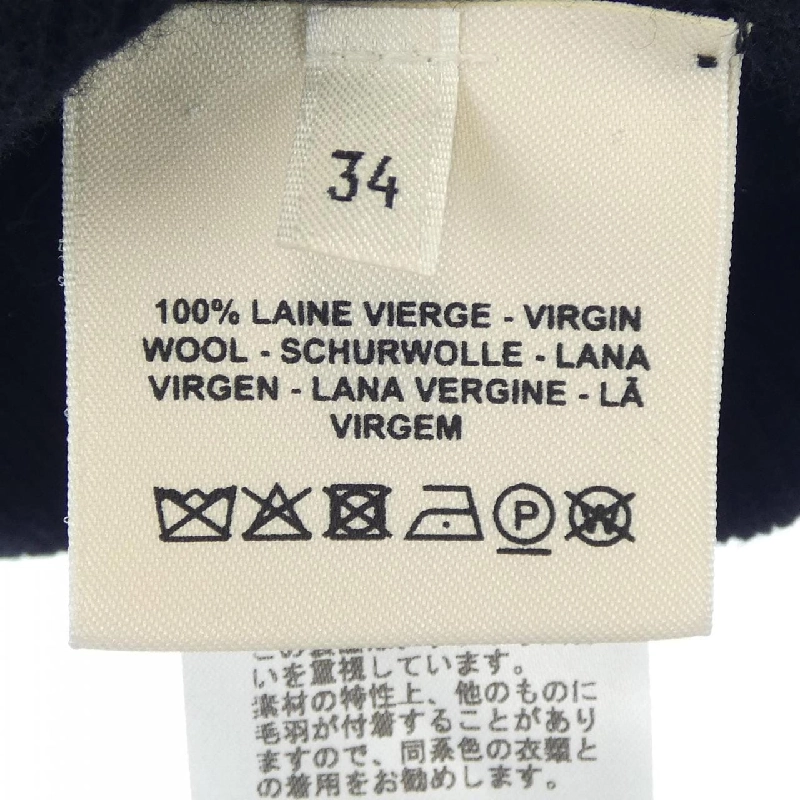 34
100% LAINE VIERGE - VIRGIN
WOOL - SCHURWOLLE - LANA
VIRGEN - LANA VERGINE - LÃ
VIRGEM
P
W
いを重視しています。
素材の特性上、他のものに
毛羽が付着することがあり
ますので、同系色の衣類と
の着用をお勧めします。